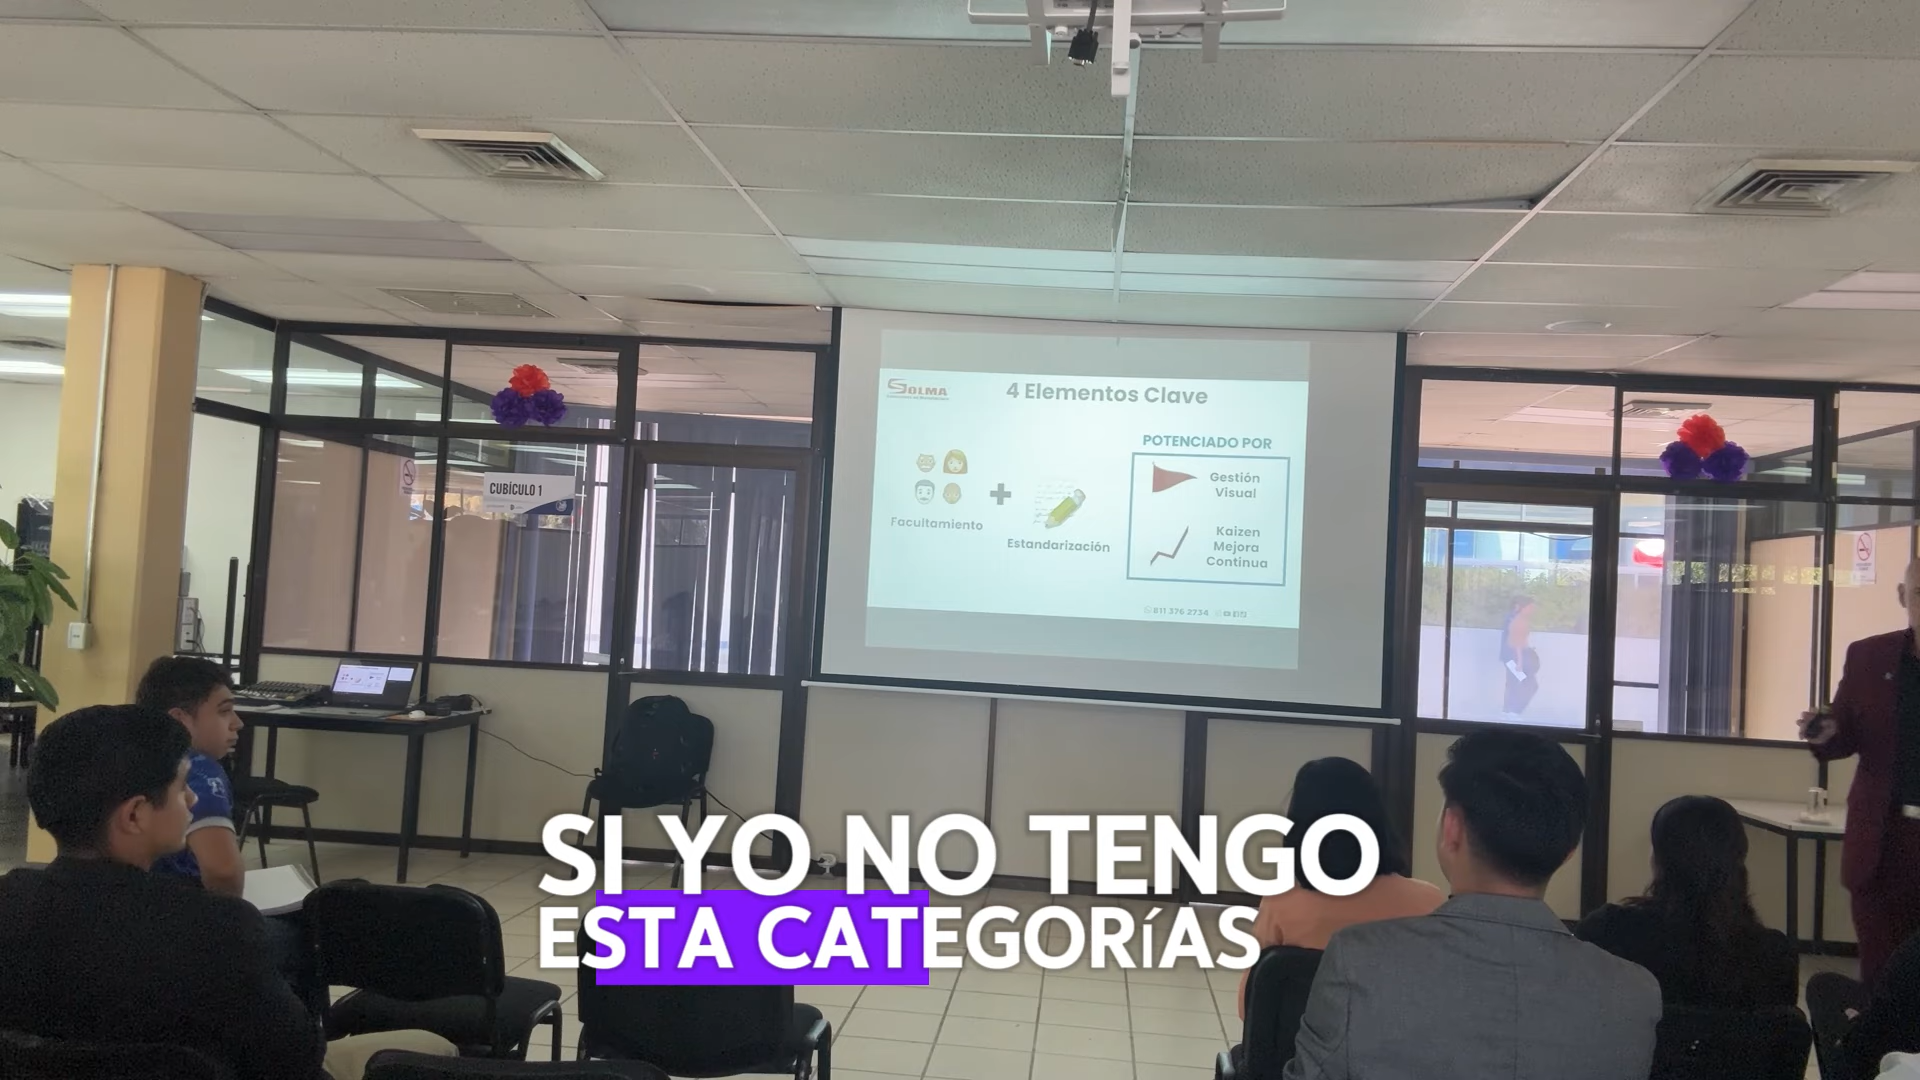 SOLMA
4 Elementos Clave
POTENCIADO POR
Gestión
Visual
Facultamiento
Estandarización
Kaizen
Mejora
Continua
811 376 2734
CUBÍCULO 1
SI YO NO TENGO
ESTA CATEGORíAS